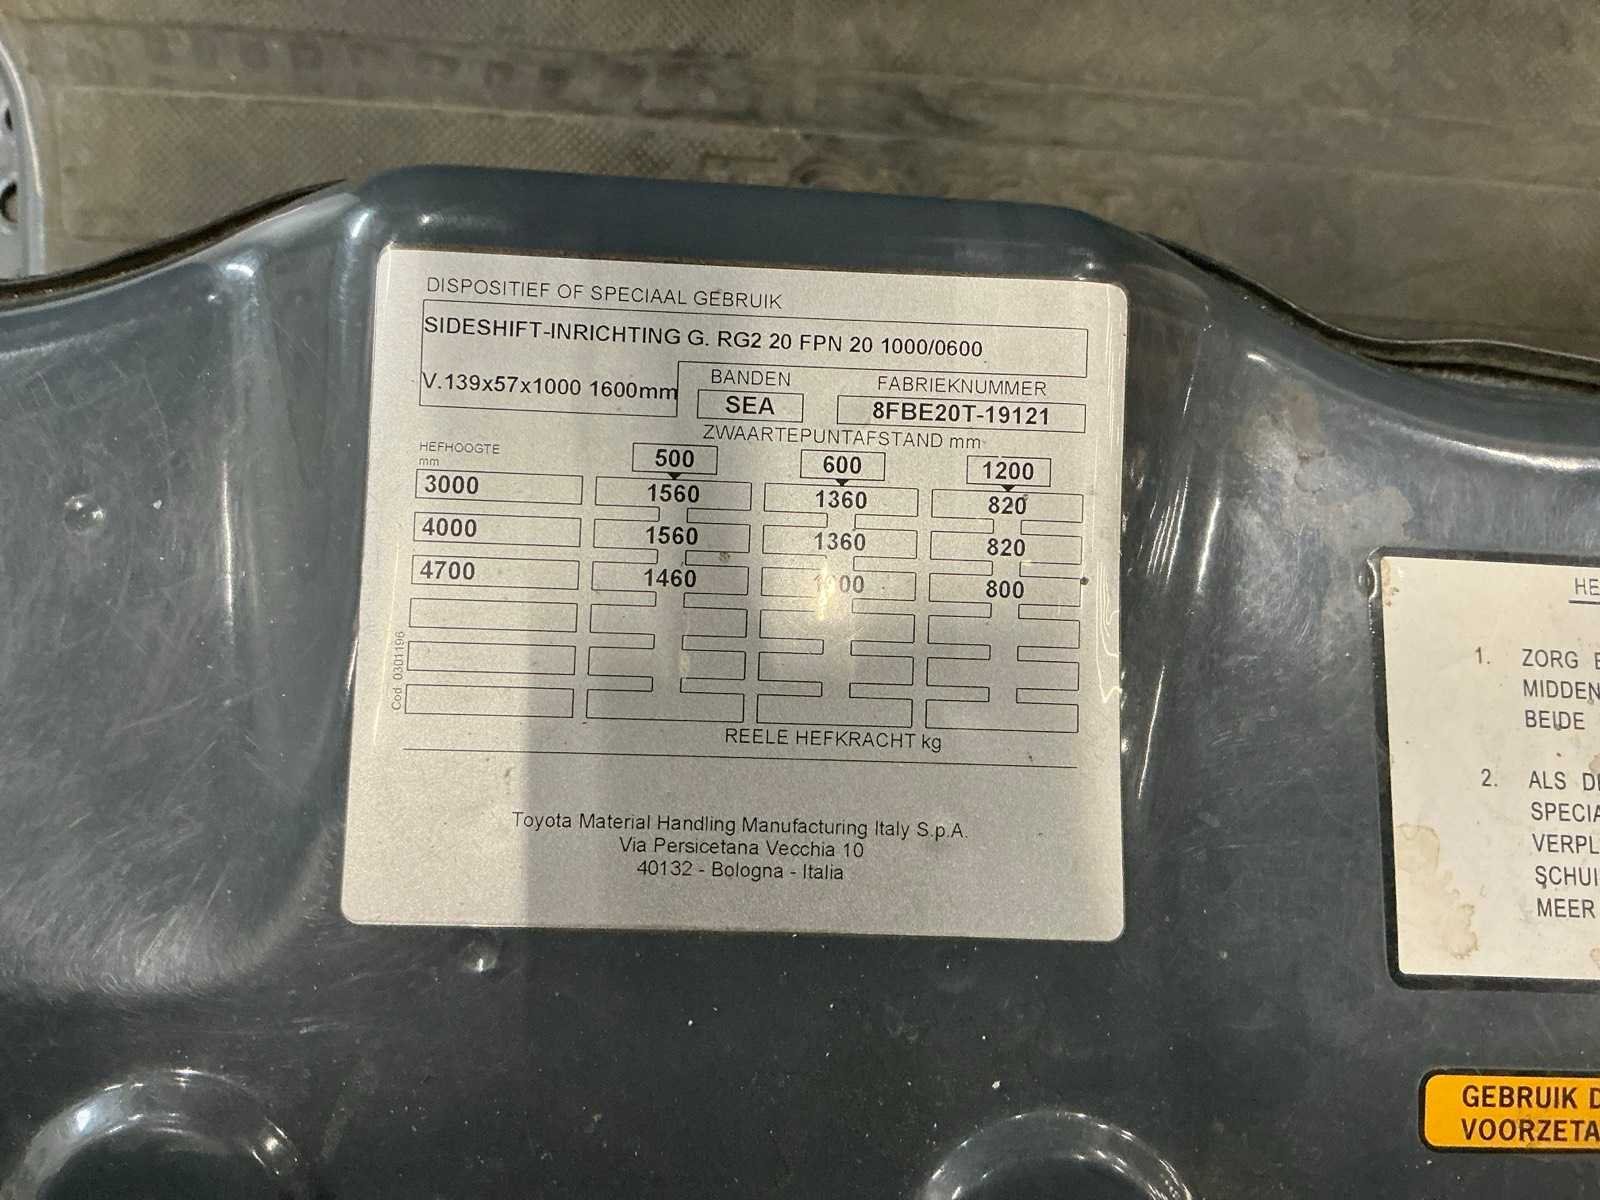 DISPOSITIEF OF SPECIAAL GEBRUIK
SIDESHIFT-INRICHTING G. RG2 20 FPN 20 1000/0600
V.139x57x1000 1600mm
BANDEN
SEA
FABRIEKNUMMER
8FBE20T-19121
ZWAARTEPUNTAFSTAND mm
HEFHOOGTE
mm
500 600 1200
3000 1560 1360 820
4000 1560 1360 820
4700 1460 800
REELE HEFKRACHT kg
Cod. 0301196
Toyota Material Handling Manufacturing Italy S.p.A.
Via Persicetana Vecchia 10
40132 - Bologna - Italia
HE
1. ZORG
MIDDEN
BEIDE
2. ALS
SPECIA
VERPL
SCHUI
MEER
GEBRUIK D
VOORZETA